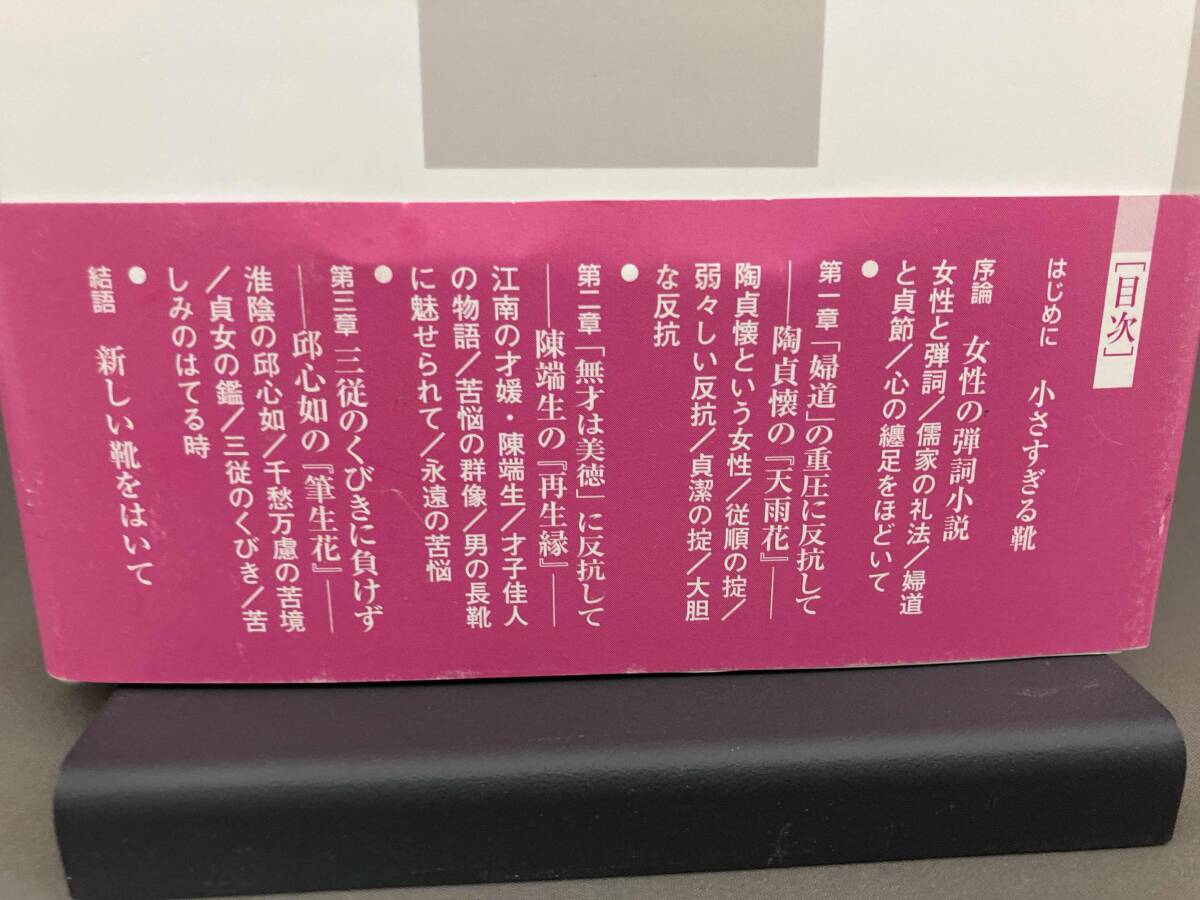 [目次]
はじめに 小さすぎる靴
序論 女性の弾詞小説
女性と弾詞／儒家の礼法／婦道
と貞節／心の纏足をほどいて
●
第一章「婦道」の重圧に反抗して
――陶貞懐の『天雨花』――
陶貞懐という女性／従順の掟／
弱々しい反抗／貞潔の掟／大胆
な反抗
●
第二章「無才は美徳」に反抗して
――陳端生の『再生縁』――
江南の才媛・陳端生／才子佳人
の物語／苦悩の群像／男の長靴
に魅せられて／永遠の苦悩
●
第三章 三従のくびきに負けず
――邱心如の『筆生花』――
淮陰の邱心如／千愁万慮の苦境
／貞女の鑑／三従のくびき／苦
しみのはてる時
●
結語 新しい靴をはいて